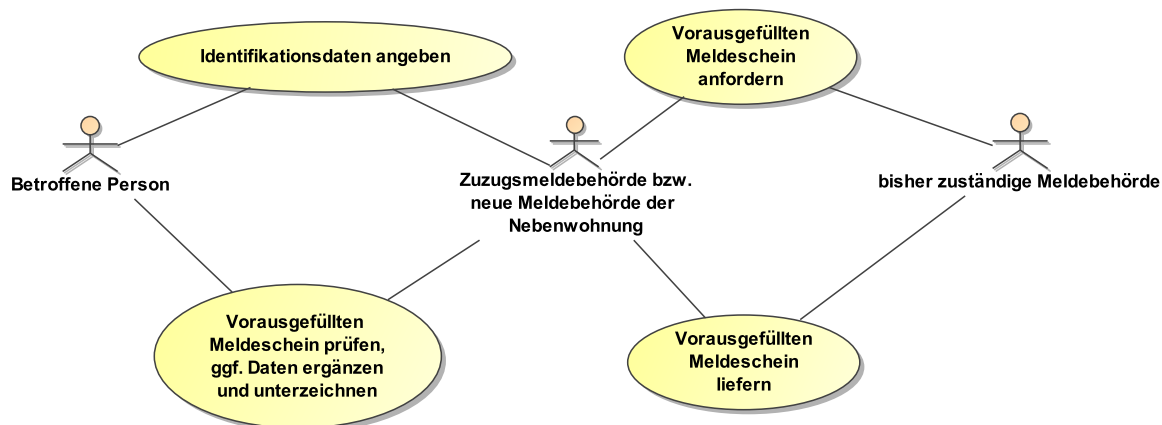 Identifikationsdaten angeben
Vorausgefüllten
Meldeschein
anfordern
Betroffene Person
Zuzugsmeldebehörde bzw.
neue Meldebehörde der
Nebenwohnung
bisher zuständige Meldebehörde
Vorausgefüllten
Meldeschein prüfen,
ggf. Daten ergänzen
und unterzeichnen
Vorausgefüllten
Meldeschein
liefern